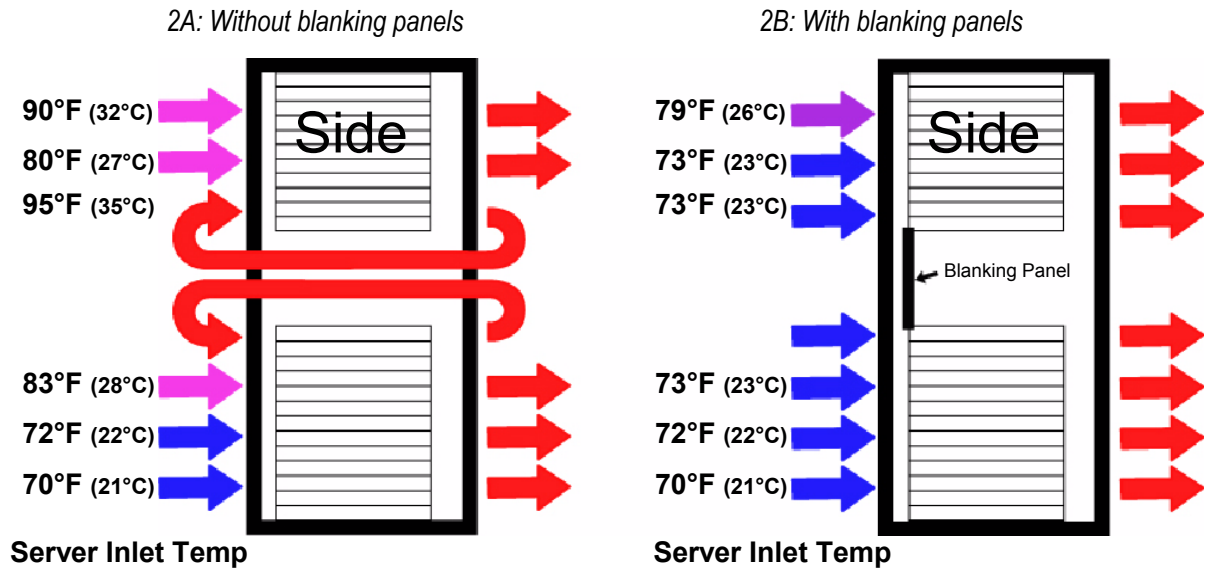 2A: Without blanking panels
90°F (32°C)
80°F (27°C)
95°F (35°C)
83°F (28°C)
72°F (22°C)
70°F (21°C)
Side
Server Inlet Temp
2B: With blanking panels
79°F (26°C)
73°F (23°C)
73°F (23°C)
73°F (23°C)
72°F (22°C)
70°F (21°C)
Side
Blanking Panel
Server Inlet Temp